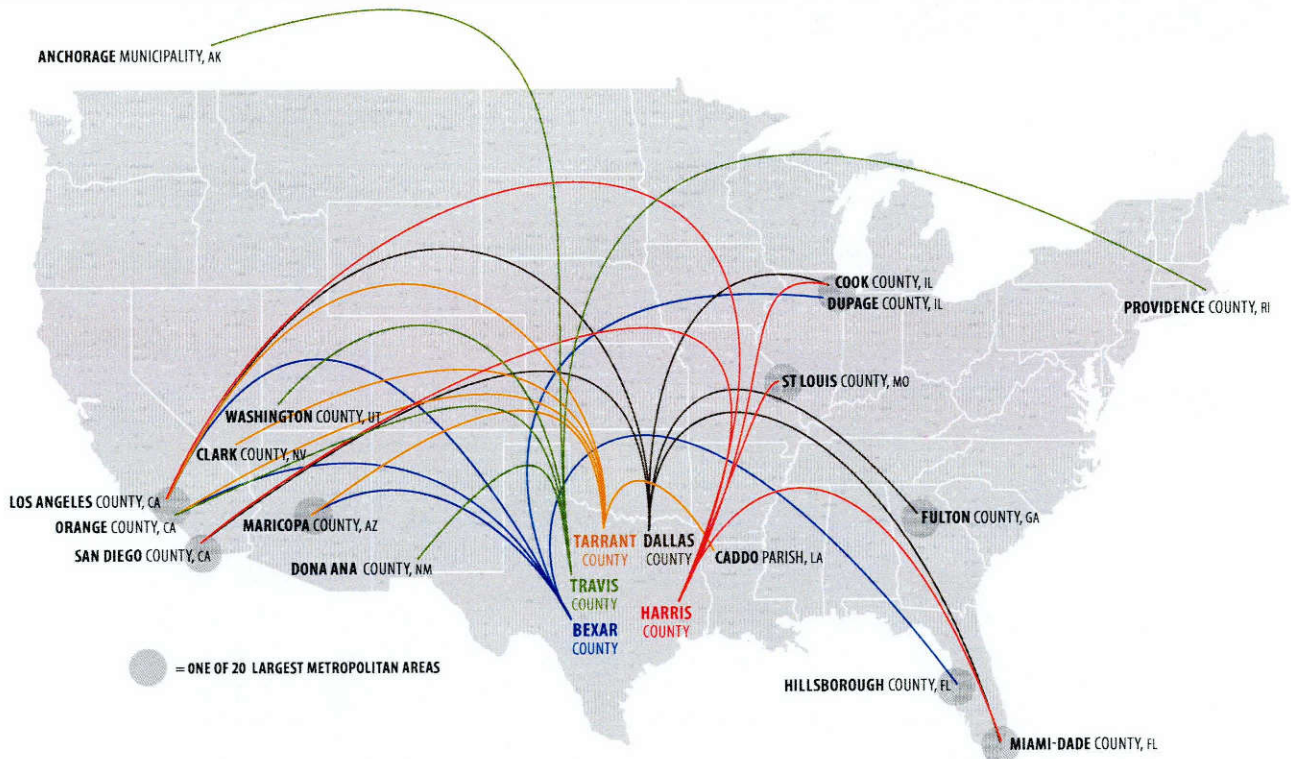 ANCHORAGE MUNICIPALITY, AK
COOK COUNTY, IL
DUPAGE COUNTY, IL
PROVIDENCE COUNTY, RI
ST LOUIS COUNTY, MO
WASHINGTON COUNTY, UT
CLARK COUNTY, NV
LOS ANGELES COUNTY, CA
ORANGE COUNTY, CA
MARICOPA COUNTY, AZ
FULTON COUNTY, GA
SAN DIEGO COUNTY, CA
DONA ANA COUNTY, NM
TARRANT
COUNTY
DALLAS
COUNTY
CADDO PARISH, LA
TRAVIS
COUNTY
HARRIS
COUNTY
BEXAR
COUNTY
= ONE OF 20 LARGEST METROPOLITAN AREAS
HILLSBOROUGH COUNTY, FL
MIAMI-DADE COUNTY, FL